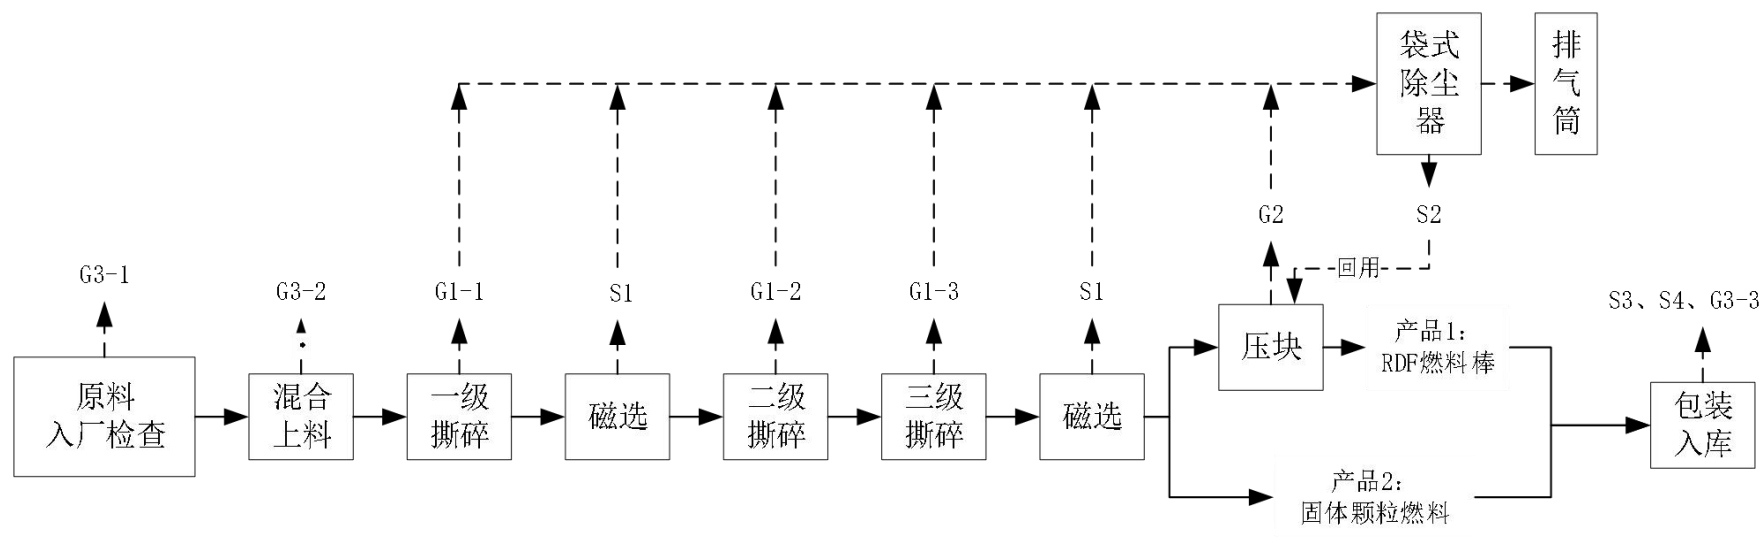 袋式
除尘
器
排
气
筒
G2
S2
回用
G3-1
G3-2
G1-1
S1
G1-2
G1-3
S1
S3、S4、G3-3
原料
入厂检查
混合
上料
一级
撕碎
磁选
二级
撕碎
三级
撕碎
磁选
压块
产品1:
RDF燃料棒
产品2:
固体颗粒燃料
包装
入库